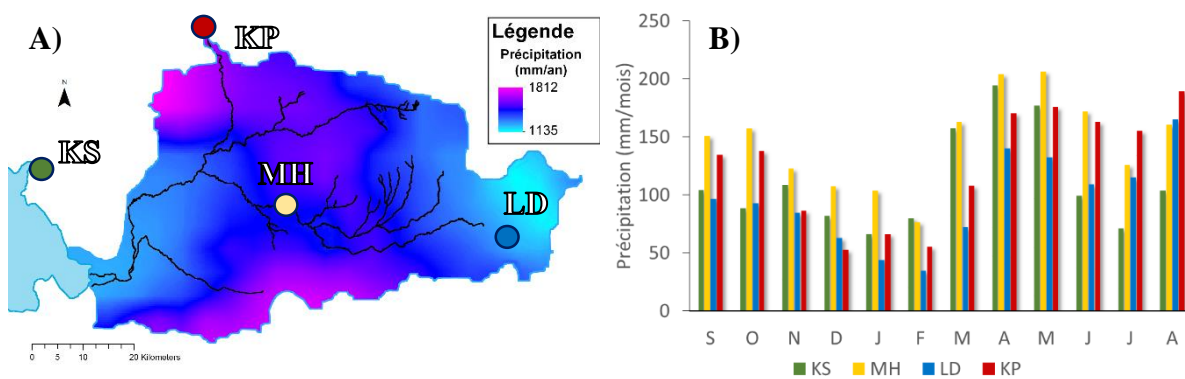 A)
KP
Légende
Précipitation
(mm/an)
1812
1135
N
KS
MH
LD
0 5 10 20 Kilometers
B)
Précipitation (mm/mois)
250
200
150
100
50
0
S O N D J F M A M J J A
KS MH LD KP